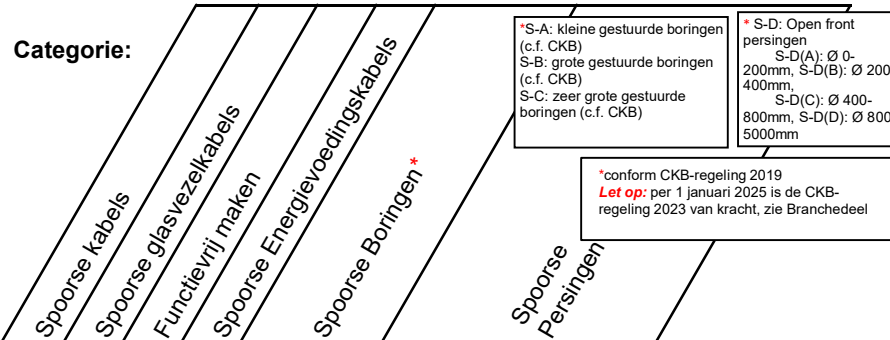 Categorie:
Spoorse kabels
Spoorse glasvezelkabels
Functievrij maken
Spoorse Energievoedingskabels
Spoorse Boringen *
Spoorse
Persingen
*S-A: kleine gestuurde boringen
(c.f. CKB)
S-B: grote gestuurde boringen
(c.f. CKB)
S-C: zeer grote gestuurde
boringen (c.f. CKB)
* S-D: Open front
persingen
S-D(A): Ø 0-
200mm, S-D(B): Ø 200
400mm,
S-D(C): Ø 400-
800mm, S-D(D): Ø 800
5000mm
*conform CKB-regeling 2019
Let op: per 1 januari 2025 is de CKB-
regeling 2023 van kracht, zie Branchedeel